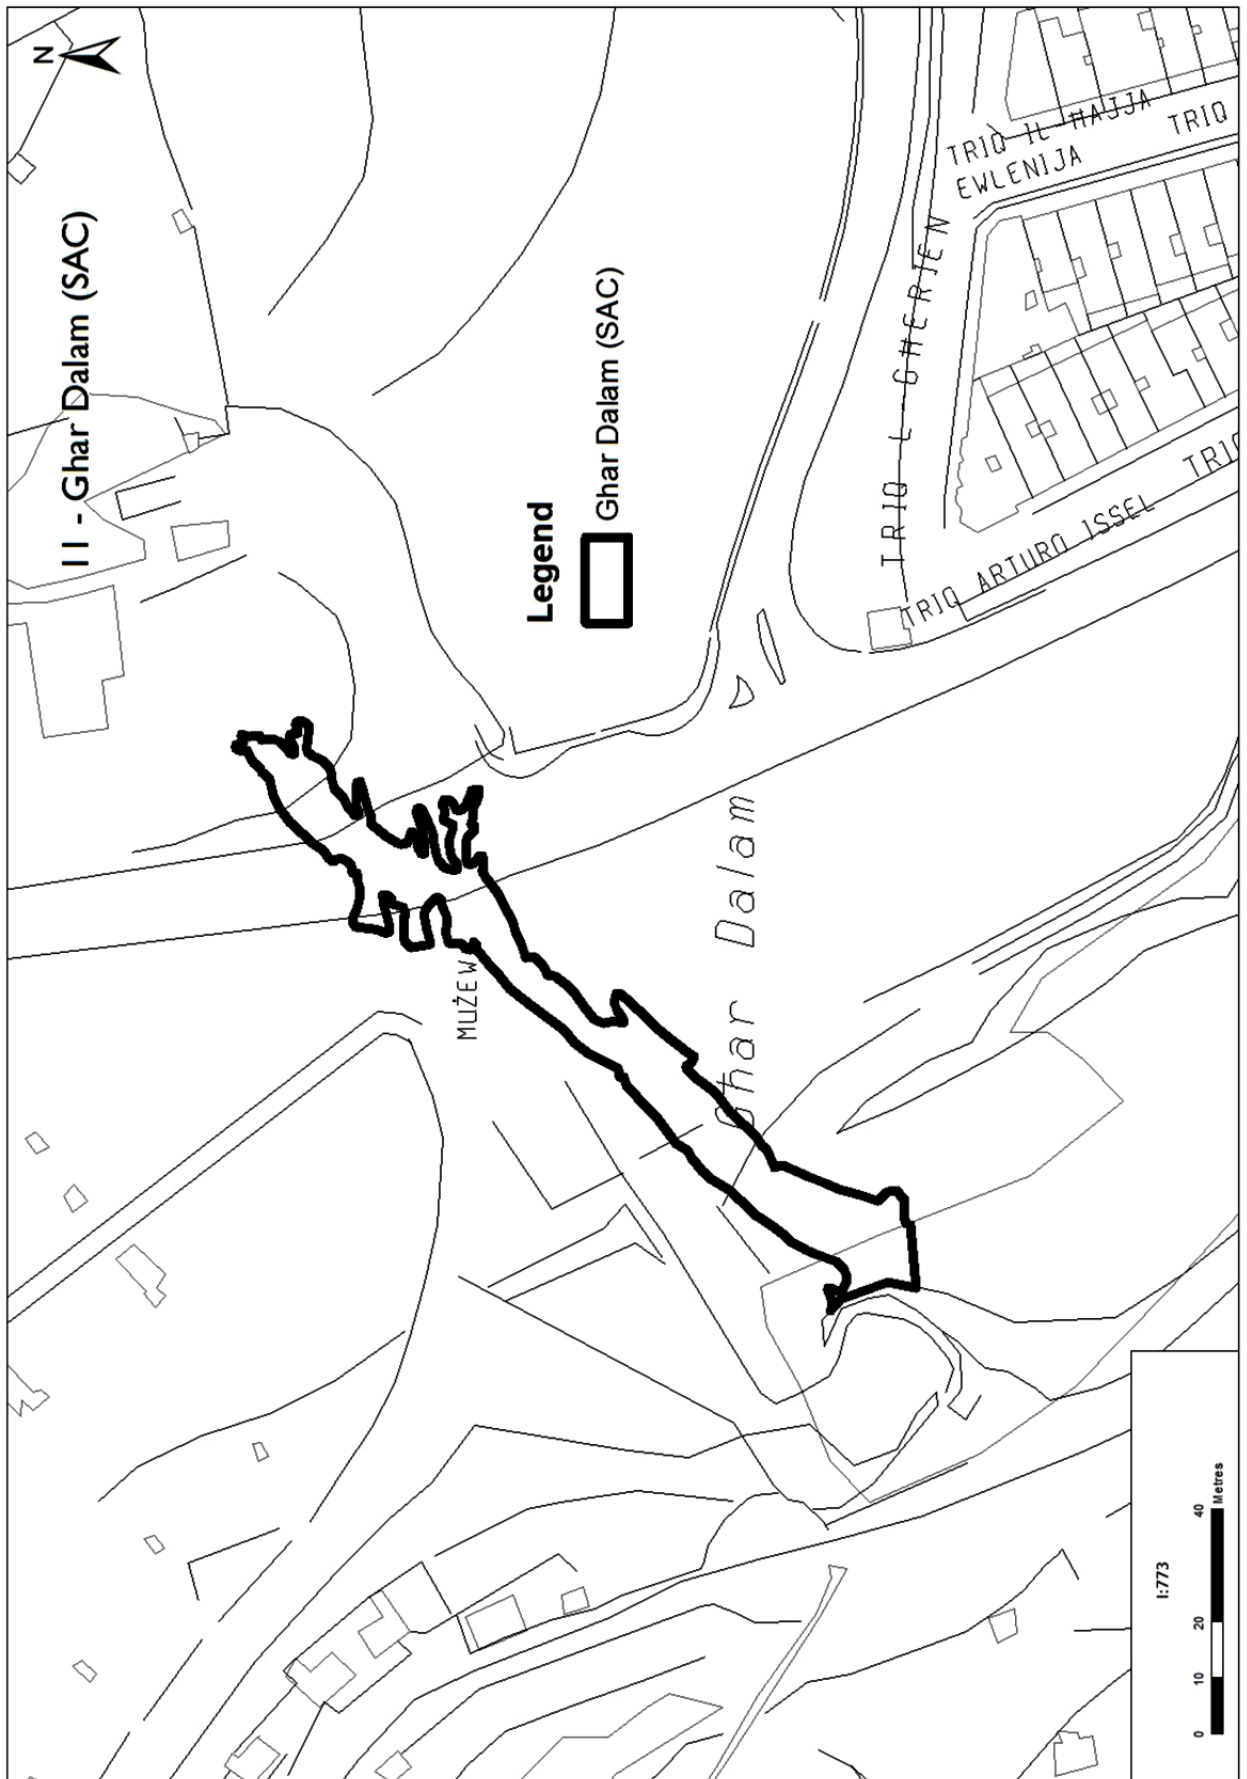 11 - Ghar Dalam (SAC)
N
Legend
Ghar Dalam (SAC)
TRIQ IL-HAJJA
EWLENIJA
TRIQ
TRIQ L-GHERIEN
TRIQ ARTURO ISSEL
TRIQ
MUŻEW
Ghar Dalam
1:773
0 10 20 40
Metres